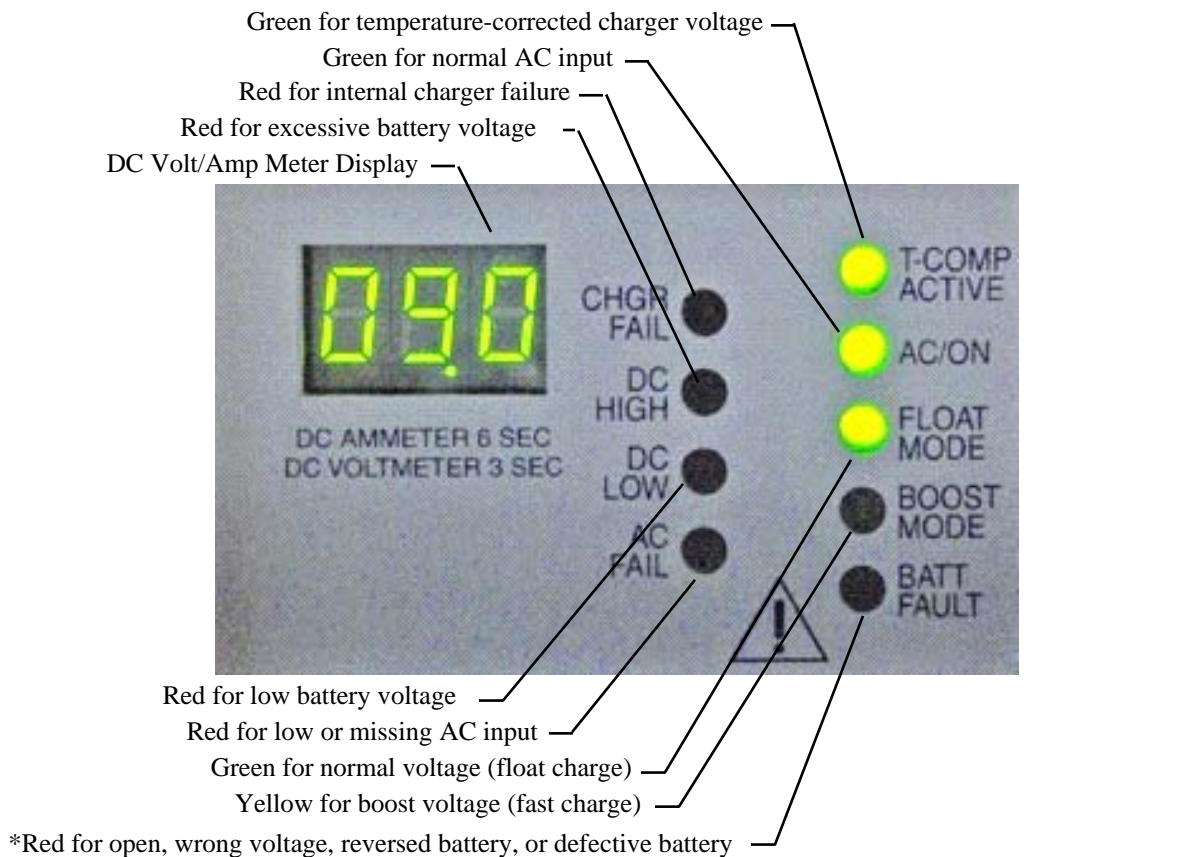 Green for temperature-corrected charger voltage
Green for normal AC input
Red for internal charger failure
Red for excessive battery voltage
DC Volt/Amp Meter Display
09.0
DC AMMETER 6 SEC
DC VOLTMETER 3 SEC
CHGR
FAIL
DC
HIGH
DC
LOW
AC
FAIL
T-COMP
ACTIVE
AC/ON
FLOAT
MODE
BOOST
MODE
BATT
FAULT
!
Red for low battery voltage
Red for low or missing AC input
Green for normal voltage (float charge)
Yellow for boost voltage (fast charge)
*Red for open, wrong voltage, reversed battery, or defective battery